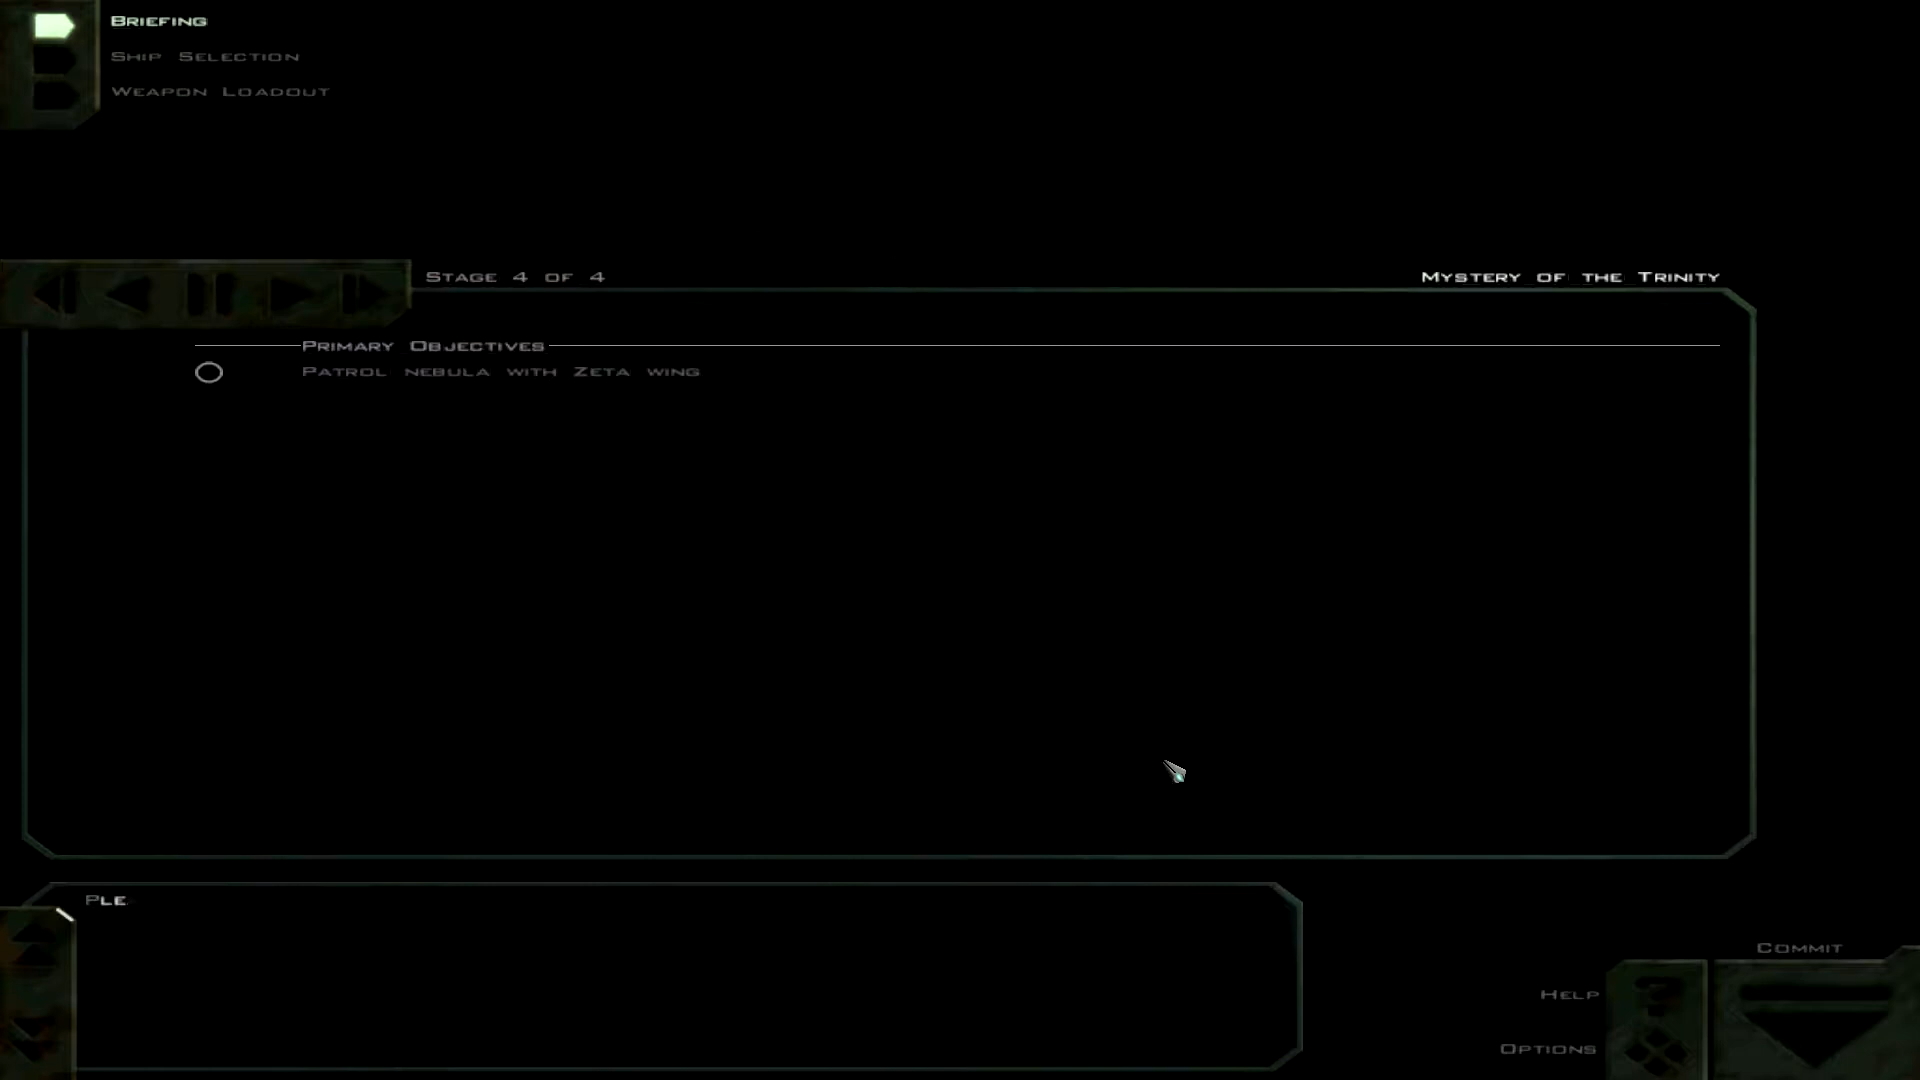 Briefing
Ship Selection
Weapon Loadout
Stage 4 of 4
Mystery of the Trinity
Primary Objectives
Patrol nebula with Zeta wing
Ple
Commit
Help
Options